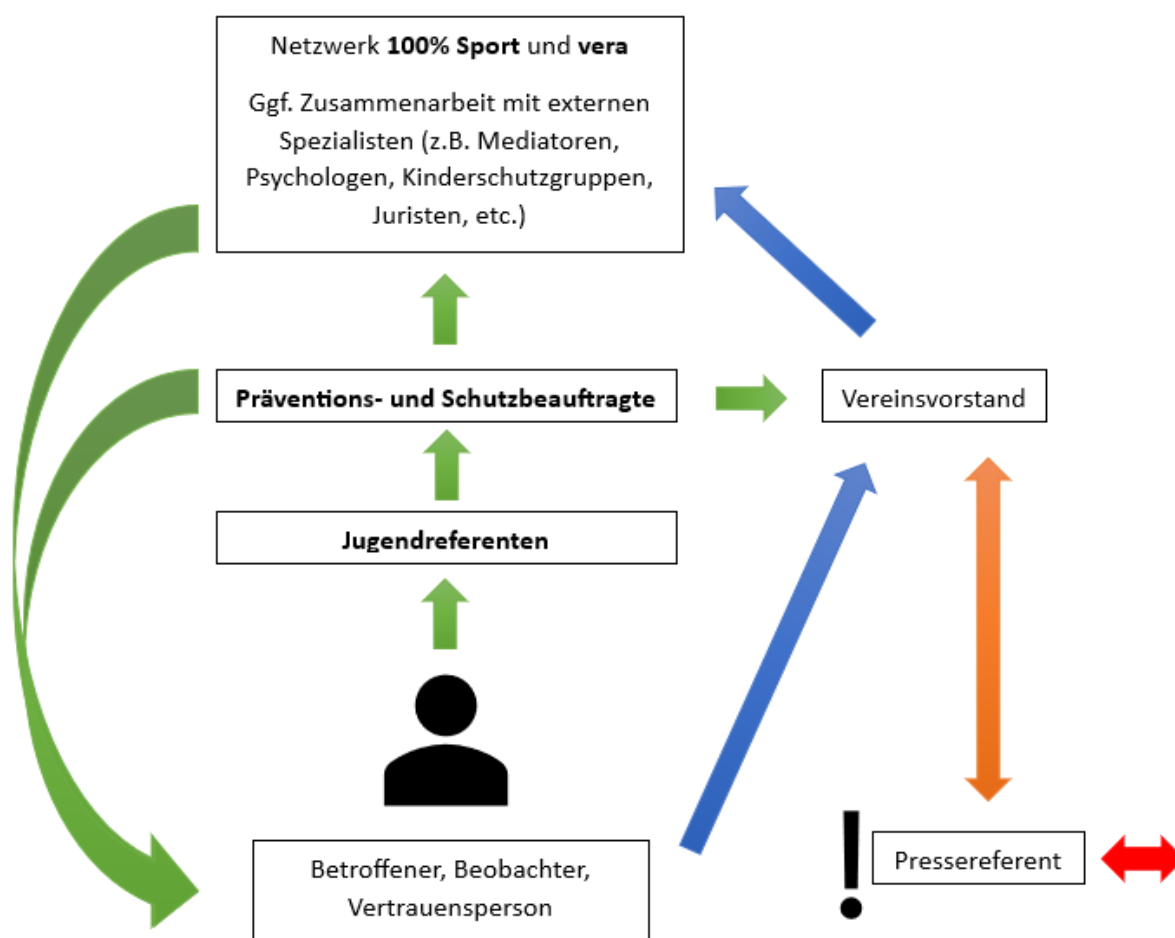 Netzwerk 100% Sport und vera
Ggf. Zusammenarbeit mit externen
Spezialisten (z.B. Mediatoren,
Psychologen, Kinderschutzgruppen,
Juristen, etc.)
Präventions- und Schutzbeauftragte
Vereinsvorstand
Jugendreferenten
Betroffener, Beobachter,
Vertrauensperson
!
Pressereferent